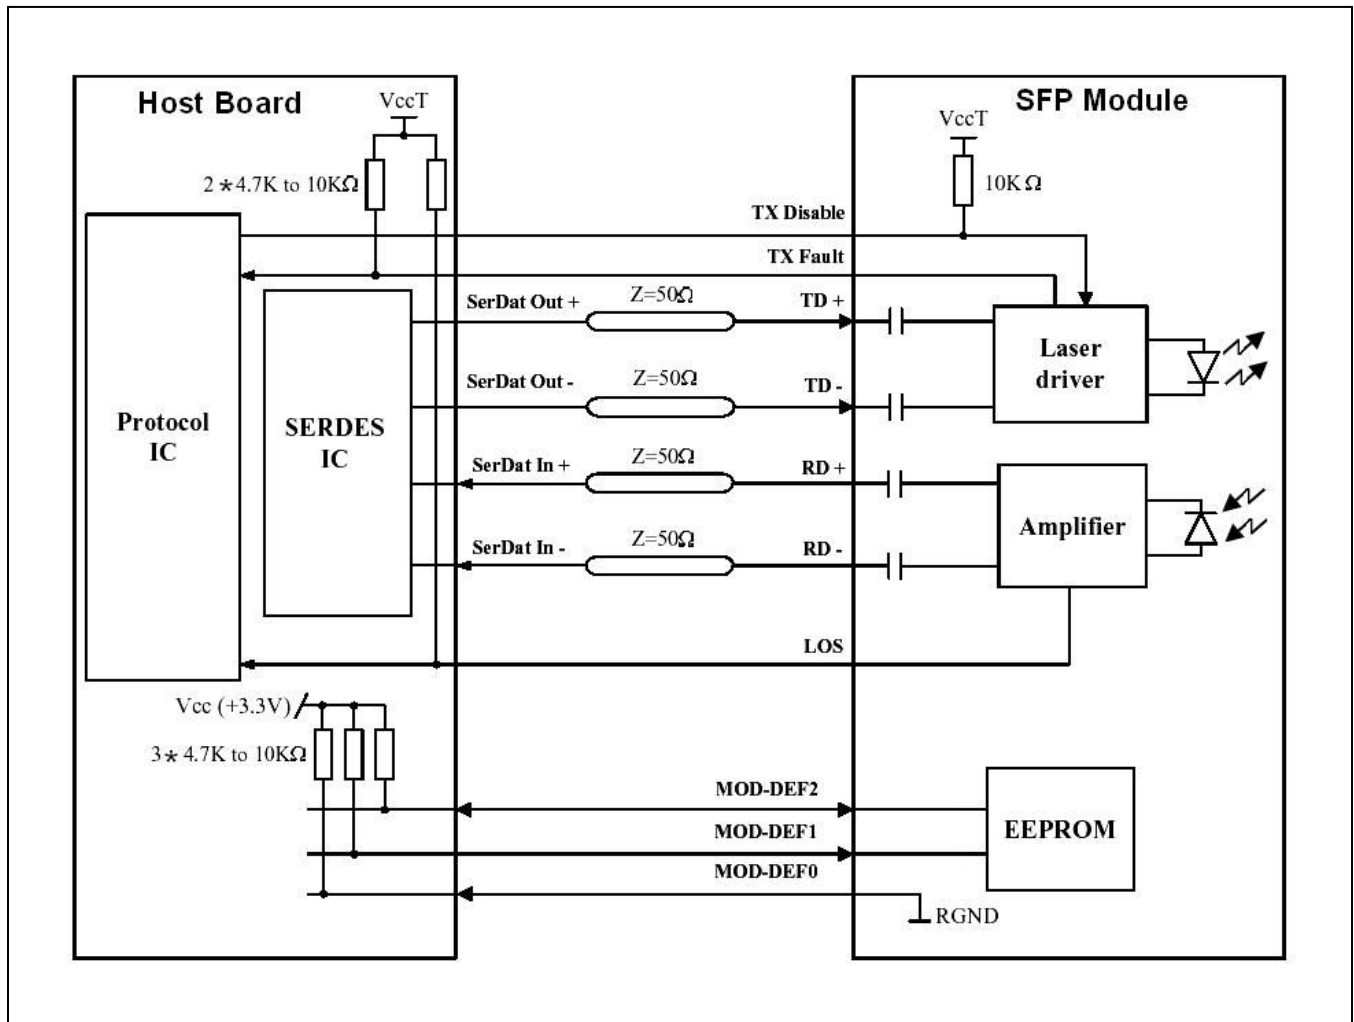 Host Board
SFP Module
VccT
VccT
2*4.7K to 10KΩ
10KΩ
TX Disable
TX Fault
SerDat Out +
Z=50Ω
TD +
SerDat Out -
Z=50Ω
TD -
Laser
driver
Protocol
IC
SERDES
IC
SerDat In +
Z=50Ω
RD +
SerDat In -
Z=50Ω
RD -
Amplifier
LOS
Vcc (+3.3V)
3* 4.7K to 10KΩ
MOD-DEF2
MOD-DEF1
MOD-DEF0
EEPROM
RGND